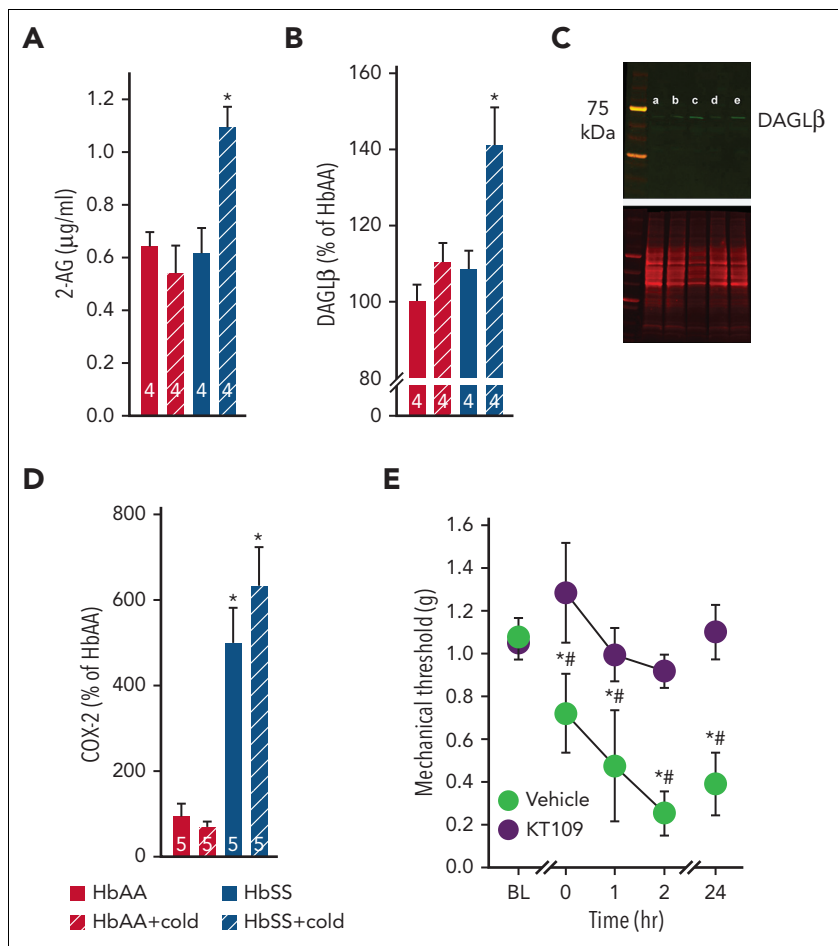 A
2-AG (µg/ml)
1.2
1.0
0.8
0.6
0.4
0.2
0.0
*
4 4 4 4
B
DAGLβ (% of HbAA)
160
140
120
100
80
0
*
4 4 4 4
C
75
kDa
a b c d e
DAGLβ
D
COX-2 (% of HbAA)
800
600
400
200
0
* *
5 5 5 5
HbAA
HbSS
HbAA+cold
HbSS+cold
E
Mechanical threshold (g)
1.6
1.4
1.2
1.0
0.8
0.6
0.4
0.2
0.0
*#
*#
*#
*#
Vehicle
KT109
BL 0 1 2 24
Time (hr)